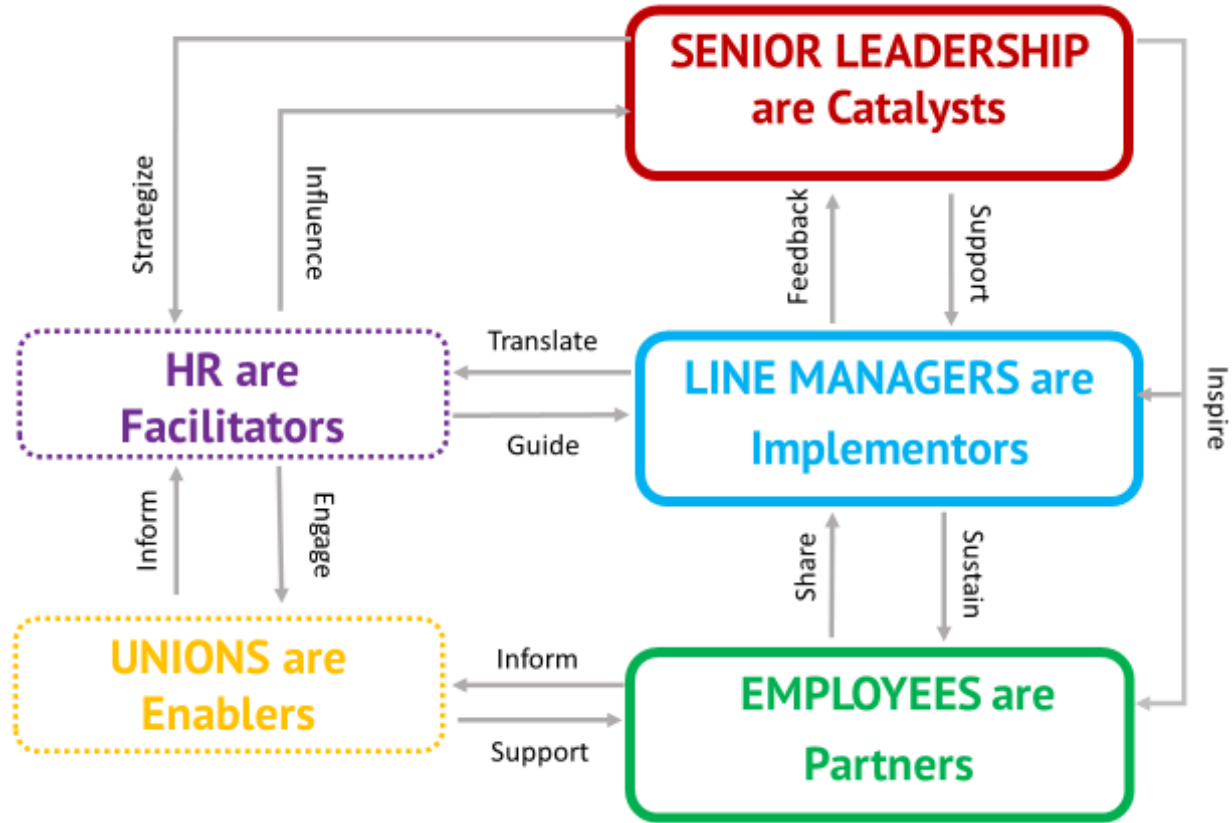 SENIOR LEADERSHIP
are Catalysts
Strategize
Influence
Feedback
Support
HR are
Facilitators
Translate
Guide
LINE MANAGERS are
Implementors
Inspire
Inform
Engage
Share
Sustain
UNIONS are
Enablers
Inform
Support
EMPLOYEES are
Partners